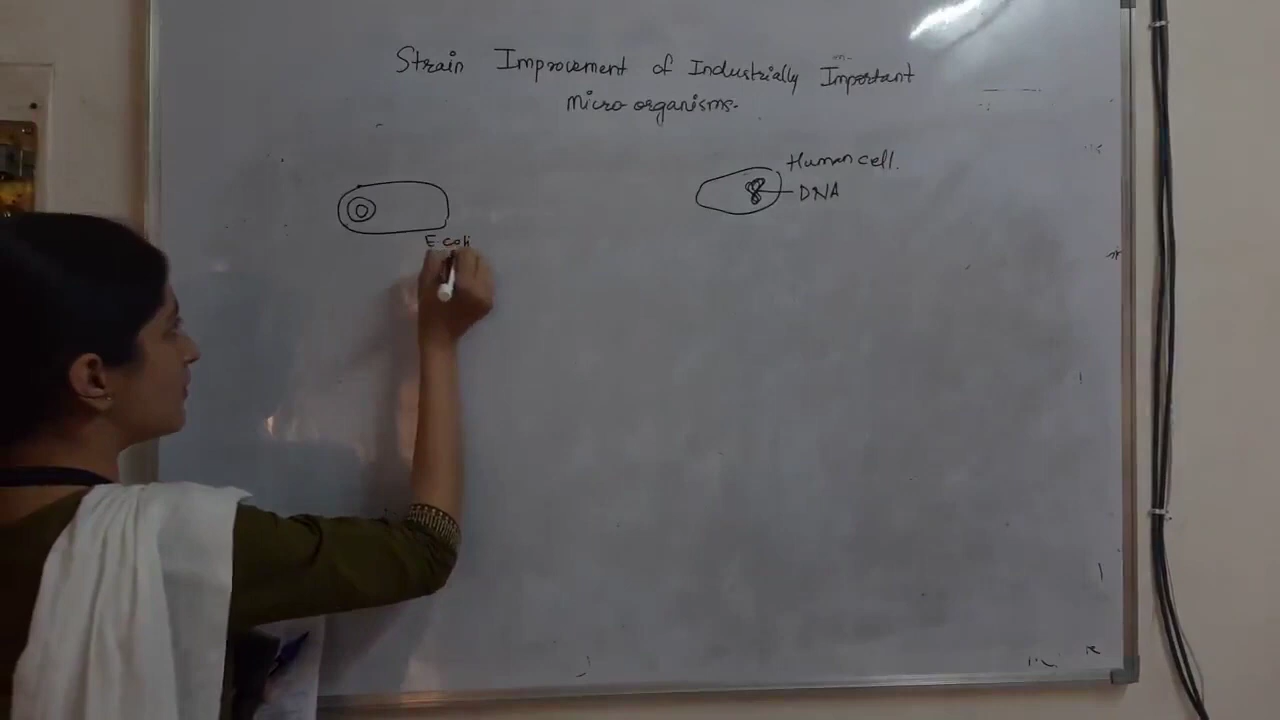 Strain Improvement of Industrially Important
Micro organisms.
Human cell.
DNA
E coli